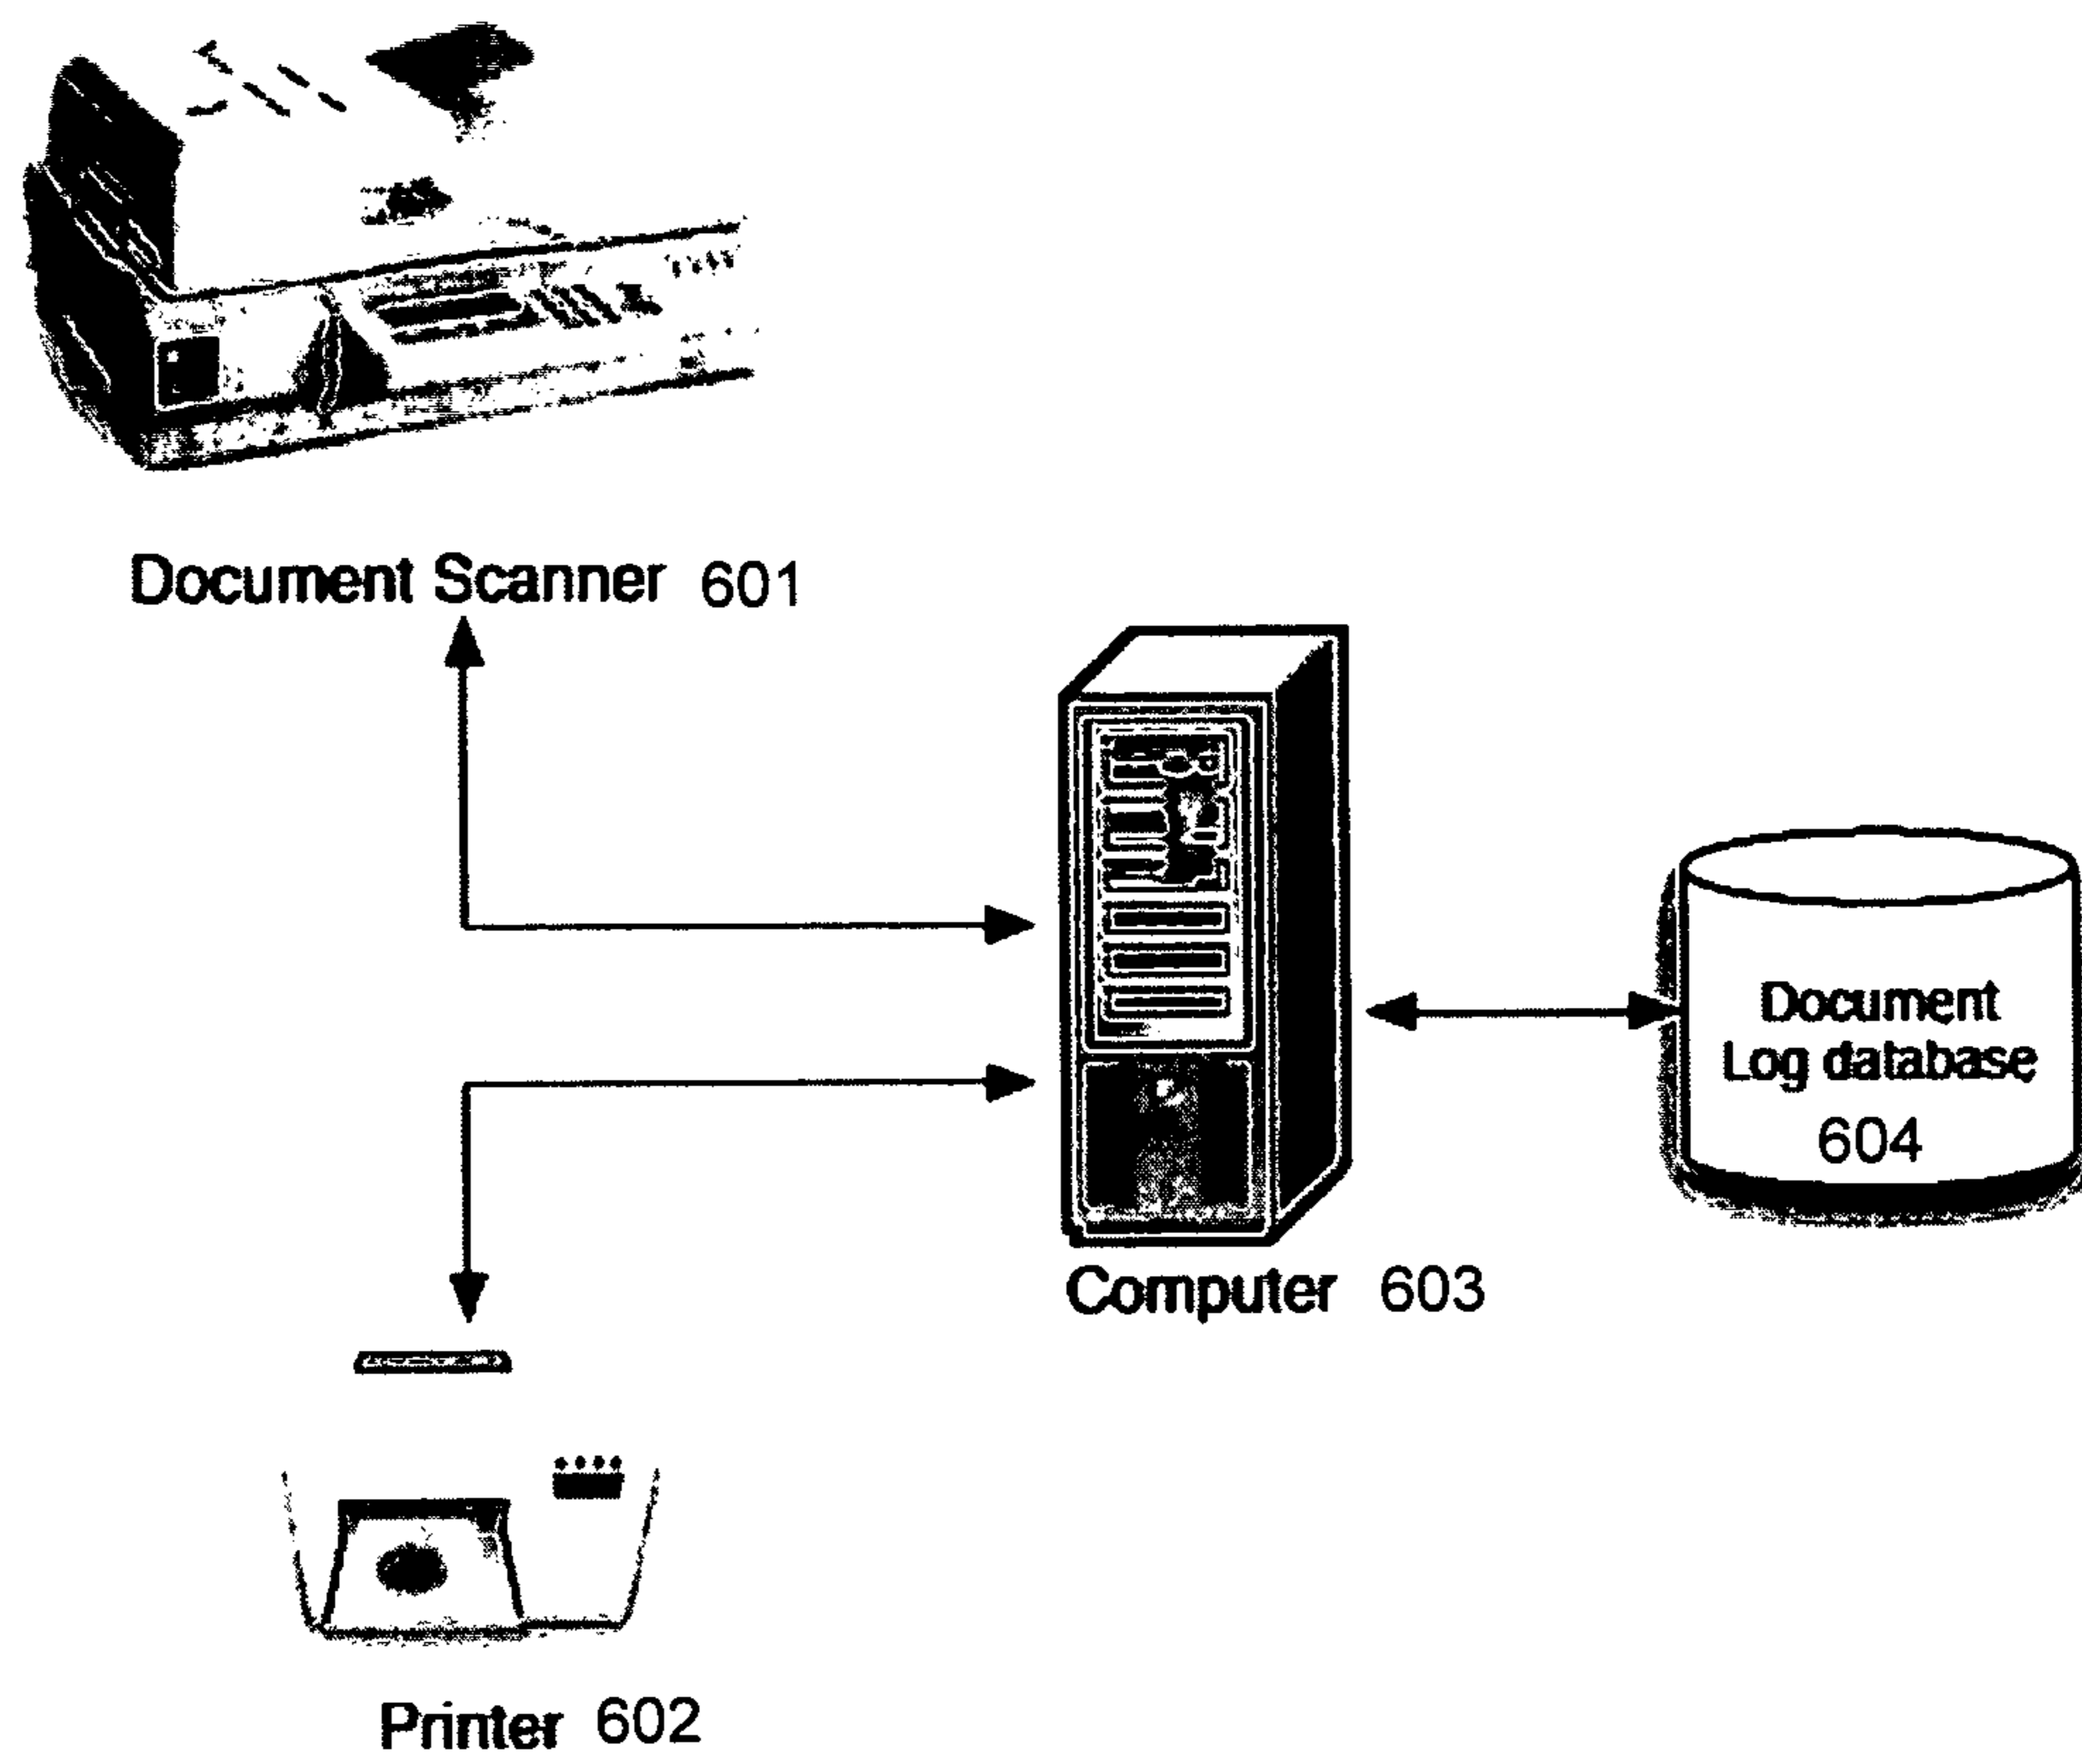 Document Scanner 601
Document
Log database
604
Computer 603
Printer 602